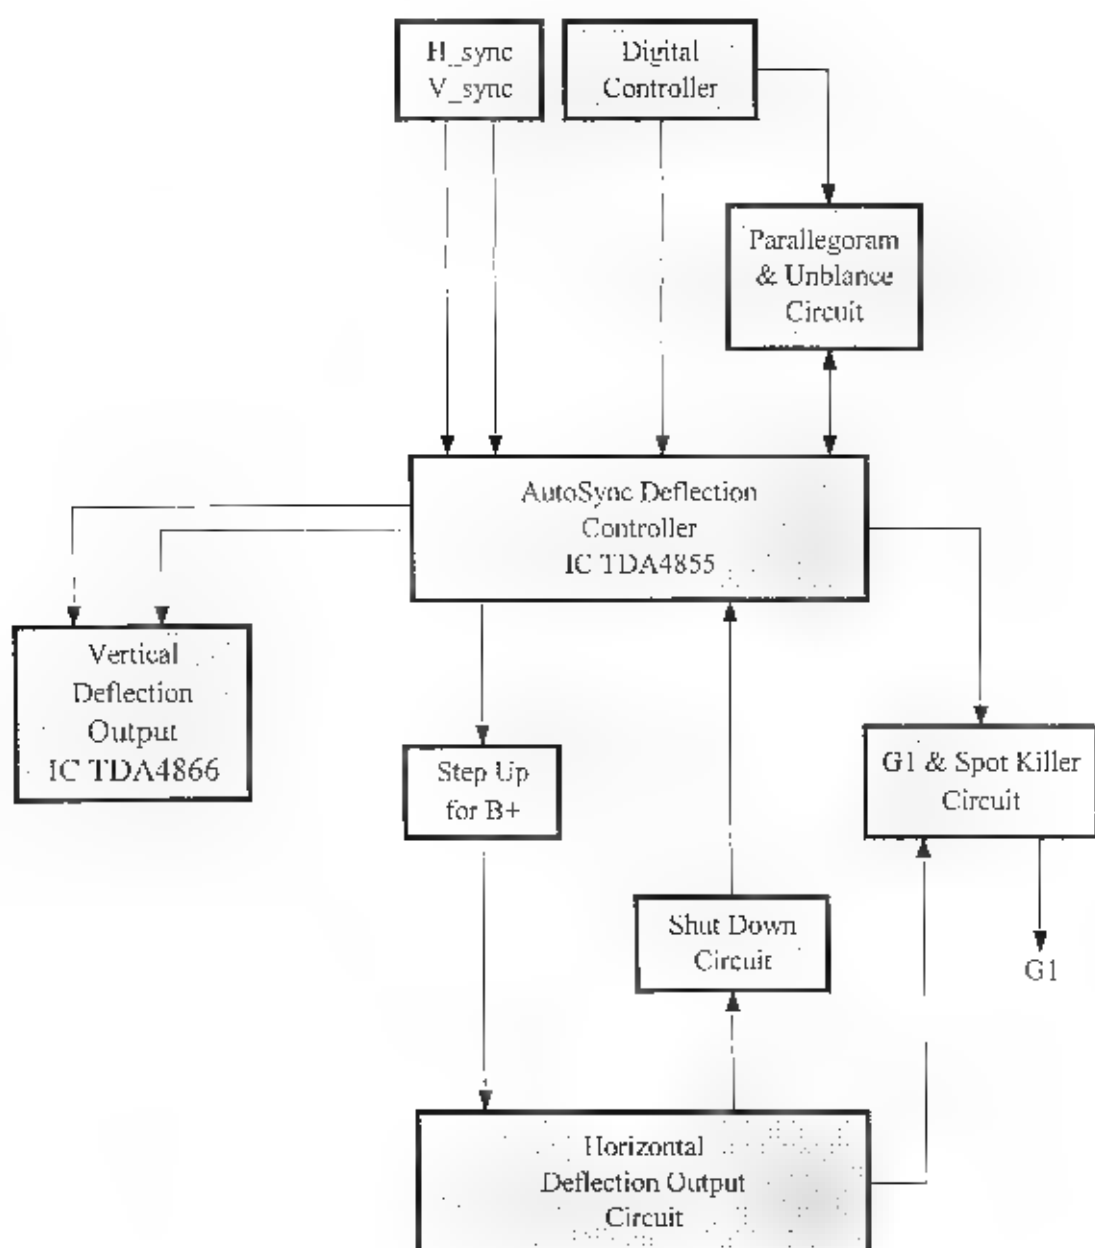 H_sync
V_sync
Digital
Controller
Parallegoram
& Unblance
Circuit
AutoSync Deflection
Controller
IC TDA4855
Vertical
Deflection
Output
IC TDA4866
Step Up
for B+
G1 & Spot Killer
Circuit
Shut Down
Circuit
G1
Horizontal
Deflection Output
Circuit